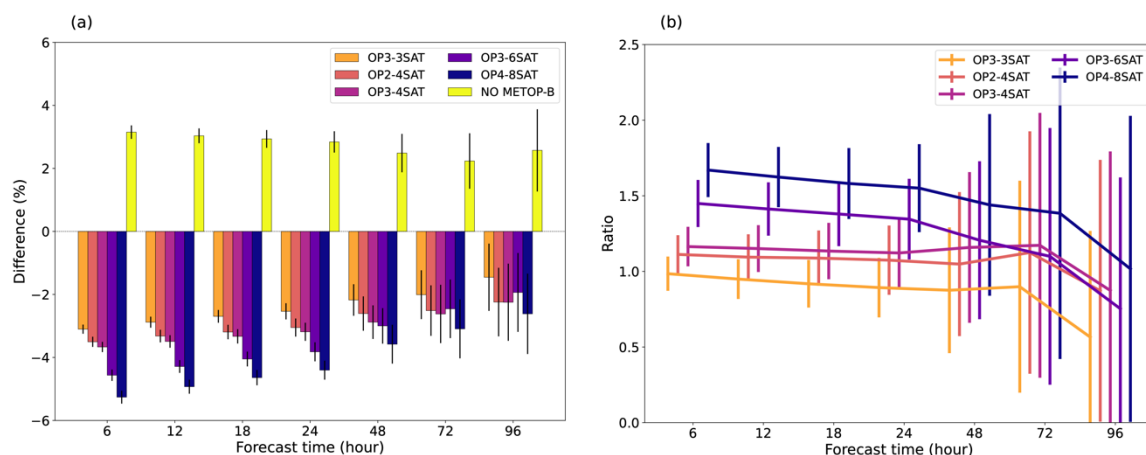 (a)
6
4
2
0
−2
−4
−6
Difference (%)
OP3-3SAT
OP2-4SAT
OP3-4SAT
OP3-6SAT
OP4-8SAT
NO METOP-B
6 12 18 24 48 72 96
Forecast time (hour)
(b)
2.5
2.0
1.5
1.0
0.5
0.0
Ratio
OP3-3SAT
OP2-4SAT
OP3-4SAT
OP3-6SAT
OP4-8SAT
6 12 18 24 48 72 96
Forecast time (hour)